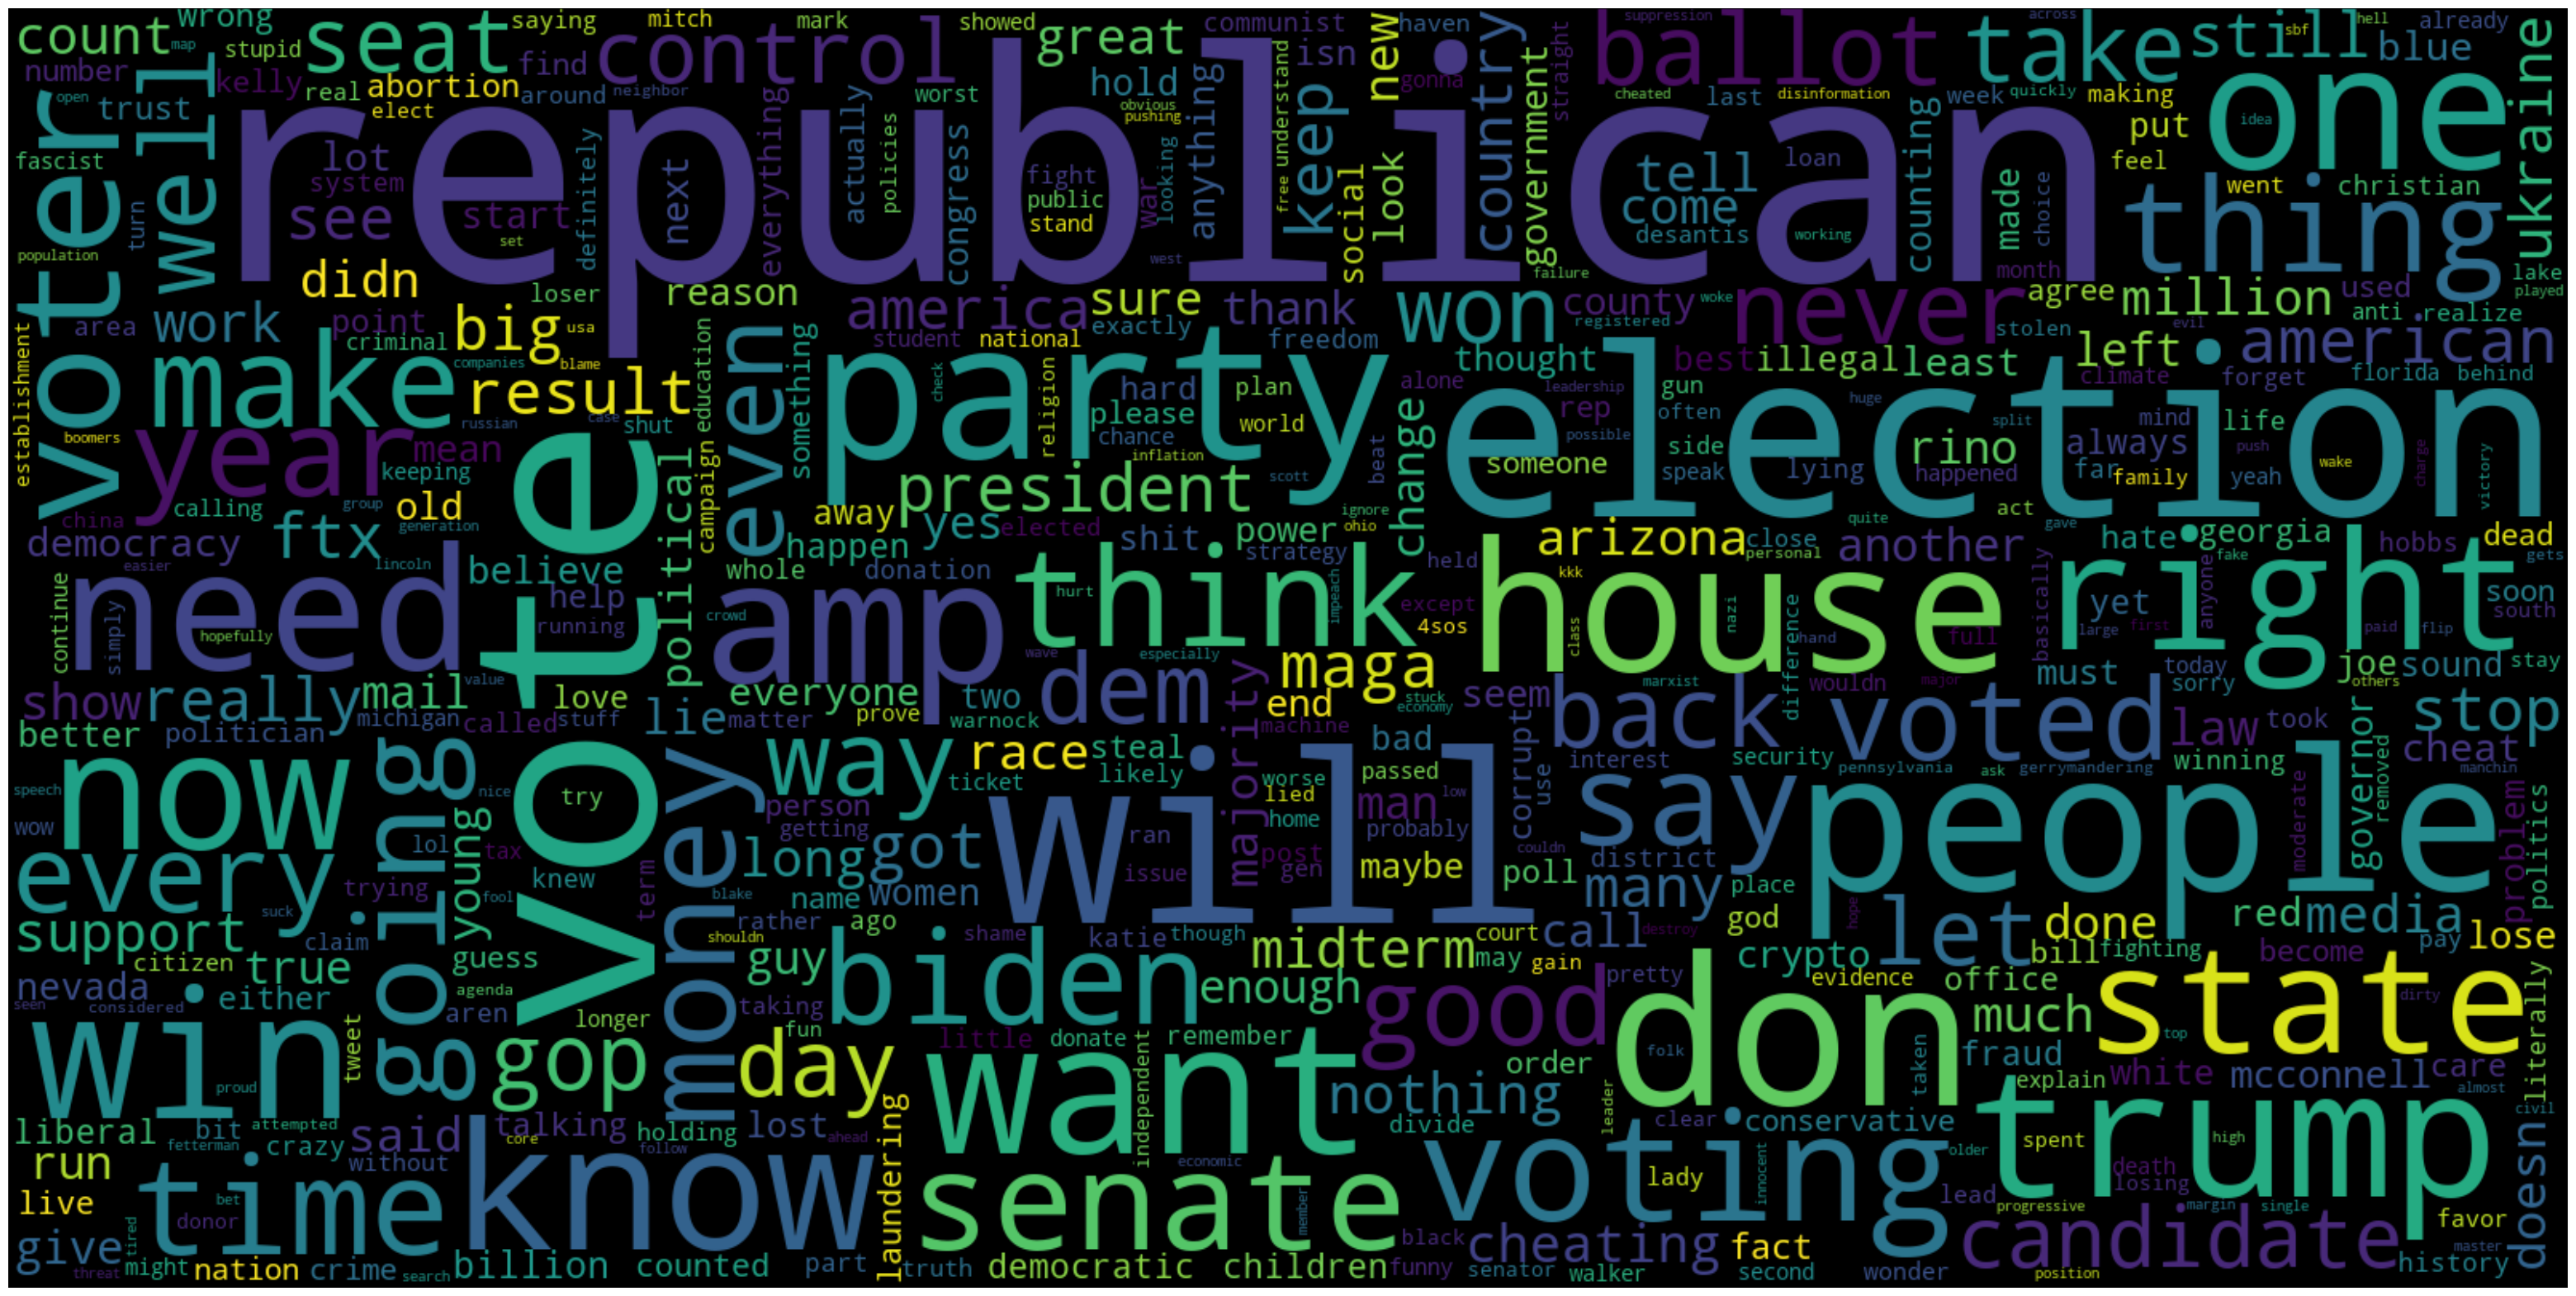 republican
election
vote
people
will
party
house
right
don
state
trump
want
think
know
senate
voting
need
now
win
time
one
thing
voter
make
amp
even
going
money
say
voted
back
candidate
good
biden
never
ballot
control
seat
take
still
year
well
every
way
day
gop
dem
got
long
won
result
president
big
count
wrong
saying
mitch
mark
showed
great
communist
haven
suppression
across
hell
already
map
stupid
find
isn
new
gonna
straight
sbf
blue
ukraine
number
kelly
real
abortion
around
neighbor
worst
hold
anything
free
understand
keep
country
government
cheated
last
disinformation
week
quickly
making
open
trust
elect
obvious
pushing
look
social
counting
put
idea
fascist
lot
system
see
start
next
everything
actually
policies
congress
looking
fight
public
stand
war
tell
come
desantis
loan
working
made
choice
feel
went
christian
turn
set
definitely
population
west
failure
month
lake
played
didn
loser
reason
america
sure
thank
county
woke
agree
million
used
area
work
point
criminal
usa
student
national
exactly
freedom
registered
stolen
evil
anti
realize
establishment
companies
blame
education
something
check
religion
hard
plan
thought
best
illegal
least
left
american
climate
forget
florida
behind
please
world
alone
leadership
rep
gun
often
huge
split
mind
life
boomers
mean
russian
case
shut
chance
inflation
change
possible
side
someone
speak
lying
rino
happened
always
far
family
push
yeah
wake
charge
victory
keeping
calling
group
old
generation
china
campaign
political
scott
beat
away
yes
elected
ignore
ohio
power
act
quite
gave
democracy
ftx
happen
shit
strategy
arizona
close
personal
another
hate
georgia
fake
hobbs
dead
gets
easier
lincoln
believe
whole
donation
held
kkk
soon
south
continue
simply
hopefully
help
running
crowd
hurt
impeach
except
4sos
class
nazi
difference
hand
full
basically
yet
large
first
anyone
paid
flip
wave
especially
maga
marxist
wouldn
major
must
today
sorry
joe
others
sound
stay
show
really
mail
value
love
everyone
two
end
stuck
economy
seem
law
took
stop
better
politician
michigan
called
stuff
lie
matter
prove
warnock
machine
majority
race
steal
bad
corrupt
interest
security
pennsylvania
ask
gerrymandering
winning
governor
cheat
manchin
speech
nice
try
ticket
likely
worse
passed
use
removed
wow
lol
young
person
getting
lied
home
man
low
probably
couldn
many
district
moderate
problem
politics
tax
knew
term
blake
name
women
ran
issue
post
gen
maybe
poll
place
god
let
done
red
media
trying
fool
suck
support
claim
rather
shouldn
ago
shame
katie
though
midterm
court
call
destroy
hope
crypto
bill
fighting
become
pay
lose
citizen
true
guess
guy
may
gain
pretty
evidence
office
literally
nevada
either
agenda
seen
considered
aren
longer
taking
fun
enough
little
donate
remember
much
dirty
top
tweet
proud
independent
order
nothing
folk
taken
fraud
explain
white
mcconnell
care
almost
liberal
bit
attempted
fetterman
crazy
said
talking
core
holding
lost
ahead
divide
leader
clear
conservative
civil
run
without
follow
laundering
economic
innocent
older
lady
spent
high
death
losing
doesn
live
bet
donor
member
lead
progressive
margin
single
favor
give
tired
threat
might
nation
crime
search
billion
counted
part
truth
democratic
children
black
funny
cheating
senator
walker
fact
second
wonder
position
master
history